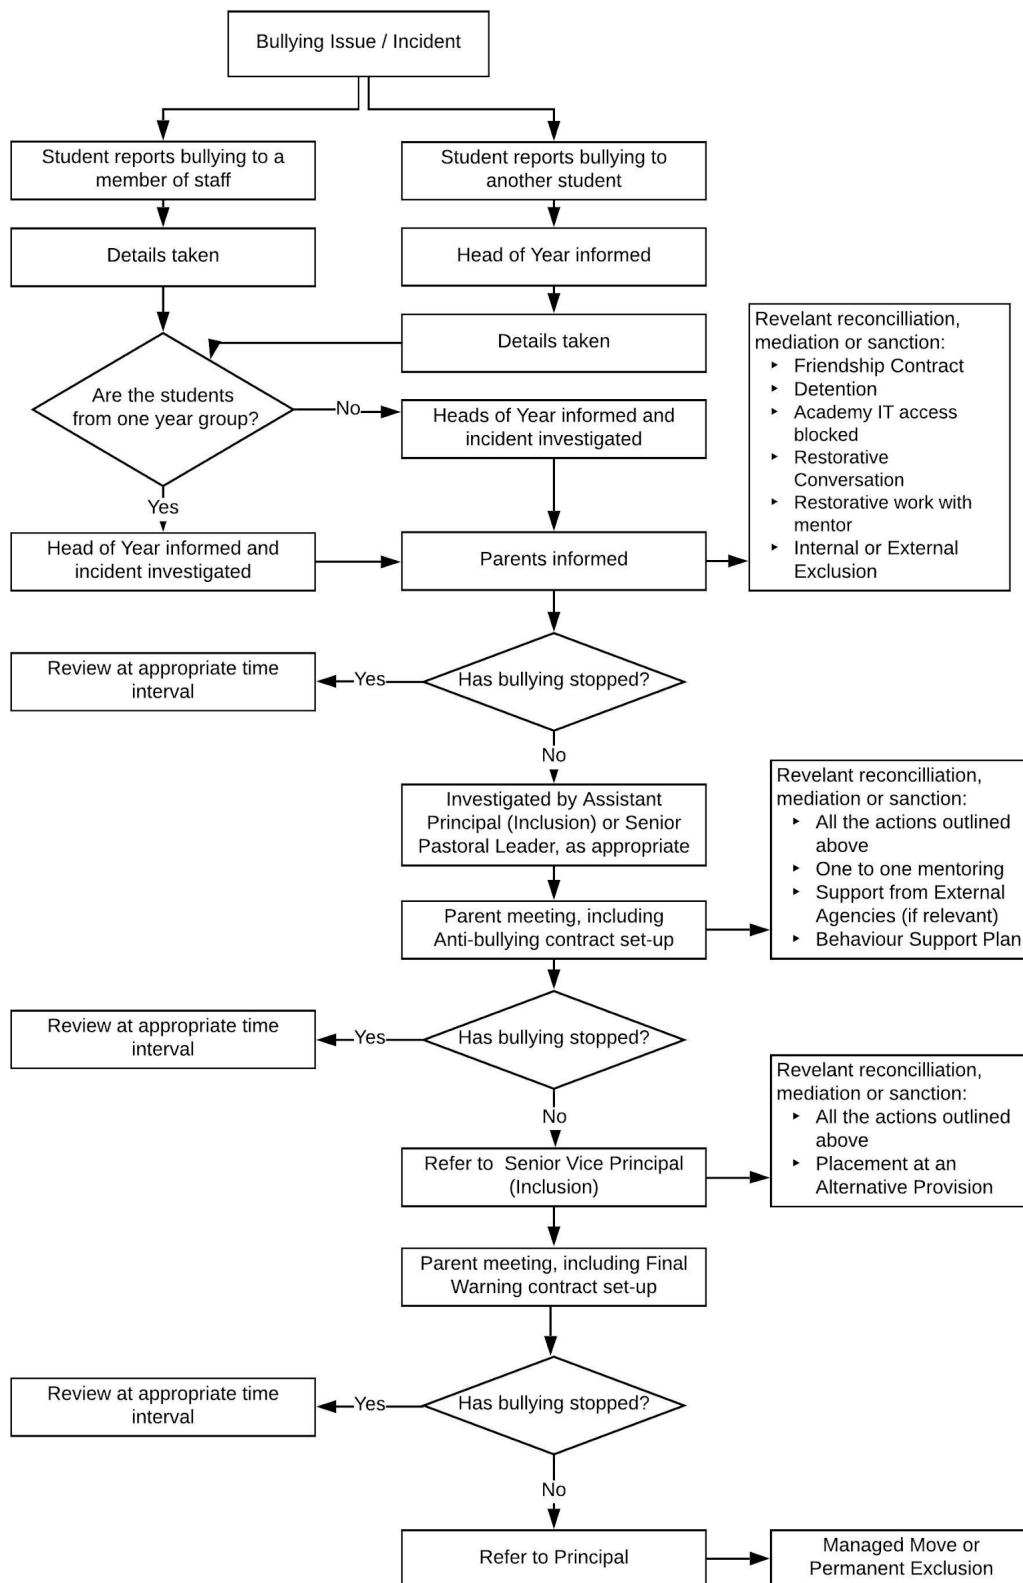 Bullying Issue / Incident
Student reports bullying to a
member of staff
Student reports bullying to
another student
Details taken
Head of Year informed
Details taken
Revelant reconcilliation,
mediation or sanction:
‣ Friendship Contract
‣ Detention
‣ Academy IT access
blocked
‣ Restorative
Conversation
‣ Restorative work with
mentor
‣ Internal or External
Exclusion
Are the students
from one year group?
No
Heads of Year informed and
incident investigated
Yes
Head of Year informed and
incident investigated
Parents informed
Has bullying stopped?
Yes
Review at appropriate time
interval
No
Investigated by Assistant
Principal (Inclusion) or Senior
Pastoral Leader, as appropriate
Revelant reconcilliation,
mediation or sanction:
‣ All the actions outlined
above
‣ One to one mentoring
‣ Support from External
Agencies (if relevant)
‣ Behaviour Support Plan
Parent meeting, including
Anti-bullying contract set-up
Has bullying stopped?
Yes
Review at appropriate time
interval
No
Refer to  Senior Vice Principal
(Inclusion)
Revelant reconcilliation,
mediation or sanction:
‣ All the actions outlined
above
‣ Placement at an
Alternative Provision
Parent meeting, including Final
Warning contract set-up
Has bullying stopped?
Yes
Review at appropriate time
interval
No
Refer to Principal
Managed Move or
Permanent Exclusion